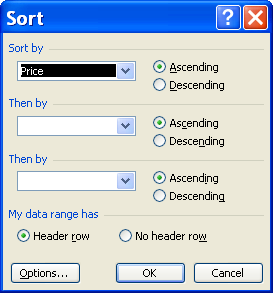 Sort ?
Sort by
Price
Ascending
Descending
Then by
Ascending
Descending
Then by
Ascending
Descending
My data range has
Header row No header row
Options... OK Cancel